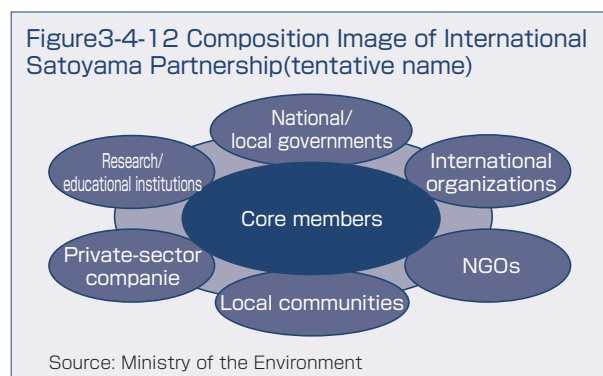 Figure3-4-12 Composition Image of International
Satoyama Partnership(tentative name)
National/
local governments
Research/
educational institutions
International
organizations
Core members
Private-sector
companie
NGOs
Local communities
Source: Ministry of the Environment